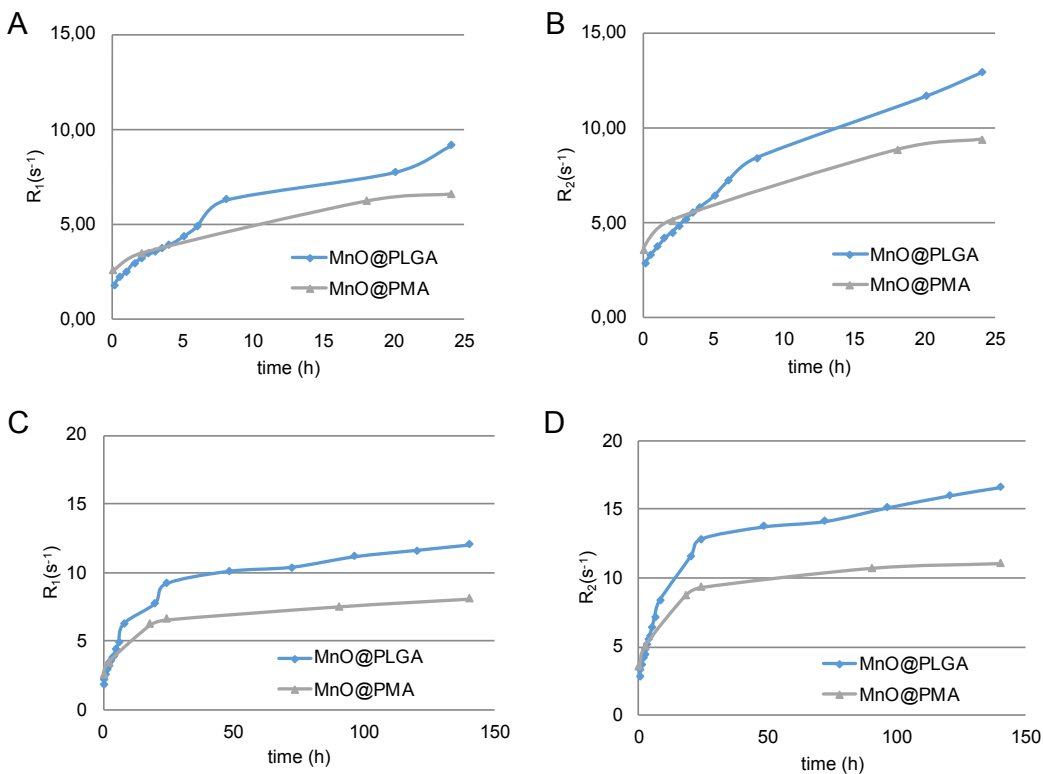 A
15,00
10,00
5,00
0,00
R₁(s⁻¹)
MnO@PLGA
MnO@PMA
0 5 10 15 20 25
time (h)
B
15,00
10,00
5,00
0,00
R₂(s⁻¹)
MnO@PLGA
MnO@PMA
0 5 10 15 20 25
time (h)
C
20
15
10
5
0
R₁(s⁻¹)
MnO@PLGA
MnO@PMA
0 50 100 150
time (h)
D
20
15
10
5
0
R₂(s⁻¹)
MnO@PLGA
MnO@PMA
0 50 100 150
time (h)